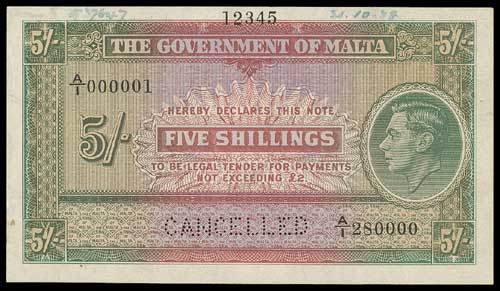 12345
5/- THE GOVERNMENT OF MALTA 5/-
A/1 000001
HEREBY DECLARES THIS NOTE
5/- FIVE SHILLINGS
TO BE LEGAL TENDER FOR PAYMENTS
NOT EXCEEDING £2.
CANCELLED A/1 280000
5/- 5/-